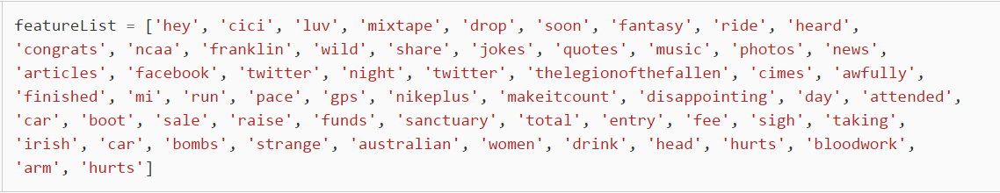 featureList = ['hey', 'cici', 'luv', 'mixtape', 'drop', 'soon', 'fantasy', 'ride', 'heard',
'congrats', 'ncaa', 'franklin', 'wild', 'share', 'jokes', 'quotes', 'music', 'photos', 'news',
'articles', 'facebook', 'twitter', 'night', 'twitter', 'thelegionofthefallen', 'cimes', 'awfully',
'finished', 'mi', 'run', 'pace', 'gps', 'nikeplus', 'makeitcount', 'disappointing', 'day', 'attended',
'car', 'boot', 'sale', 'raise', 'funds', 'sanctuary', 'total', 'entry', 'fee', 'sigh', 'taking',
'irish', 'car', 'bombs', 'strange', 'australian', 'women', 'drink', 'head', 'hurts', 'bloodwork',
'arm', 'hurts']